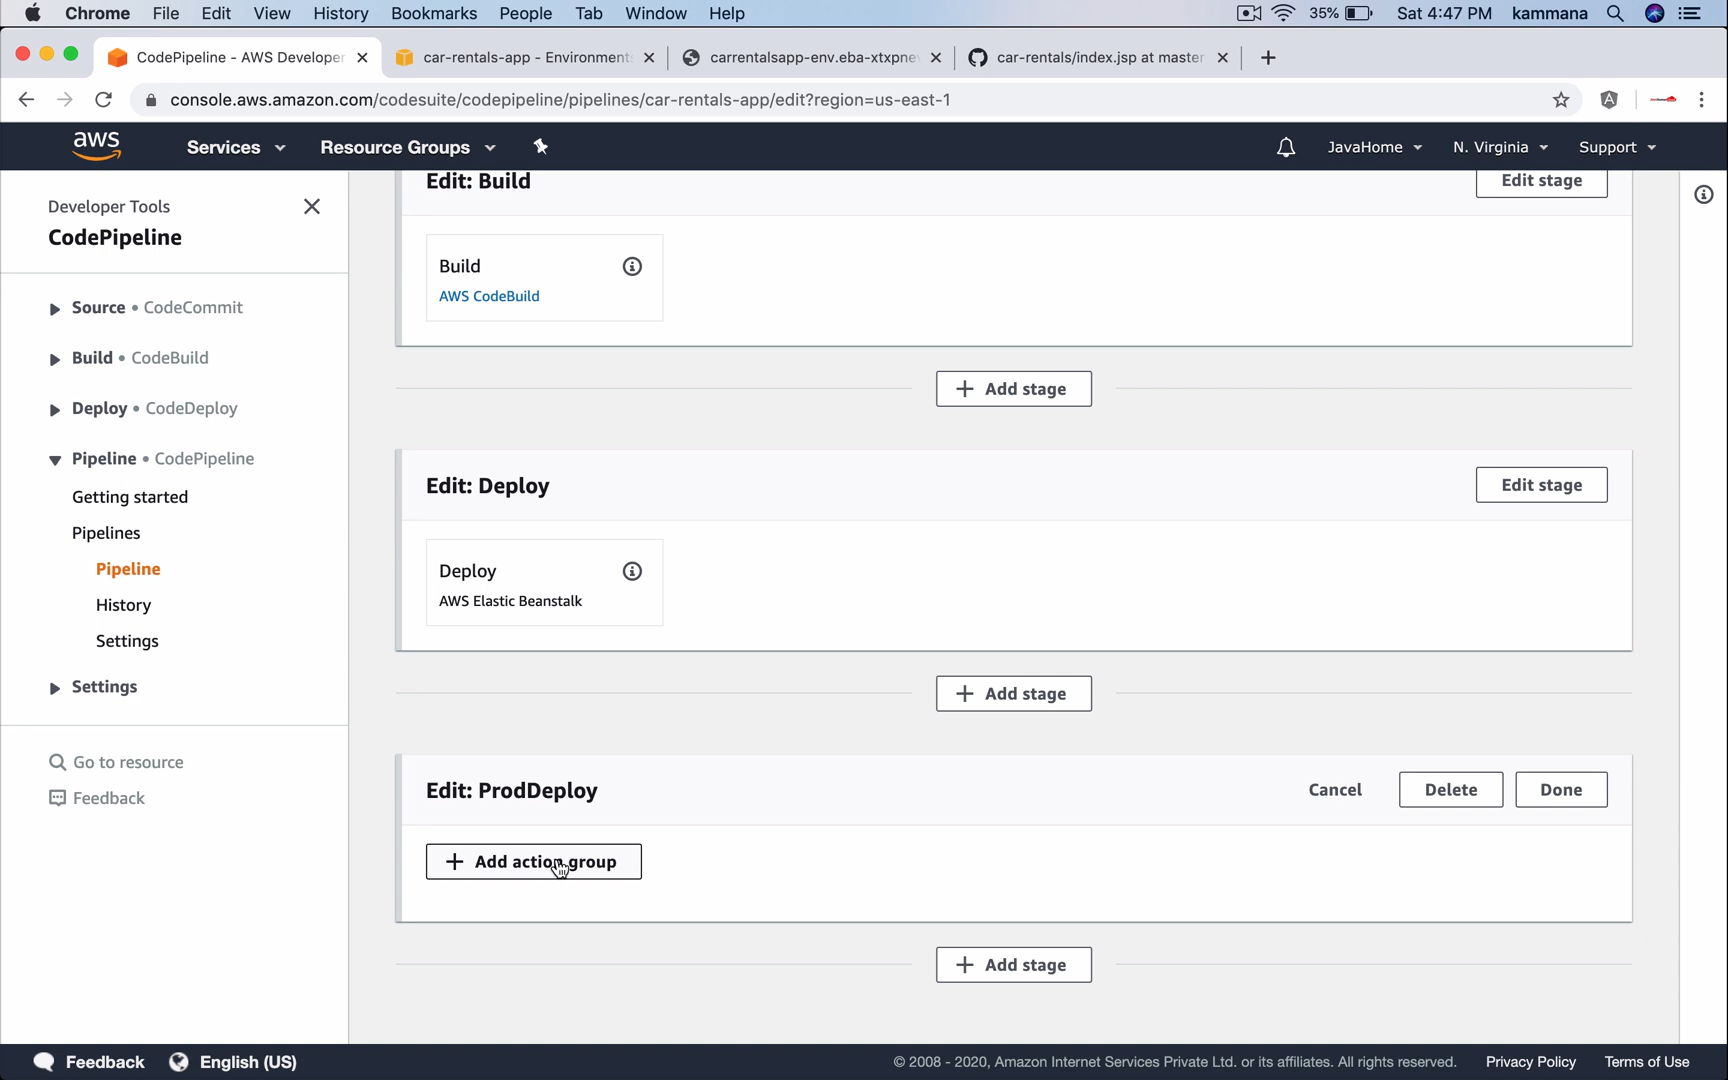 Chrome File Edit View History Bookmarks People Tab Window Help 35% Sat 4:47 PM kammana
CodePipeline - AWS Developer car-rentals-app - Environment carrentalsapp-env.eba-xtxpne car-rentals/index.jsp at master
console.aws.amazon.com/codesuite/codepipeline/pipelines/car-rentals-app/edit?region=us-east-1
aws Services Resource Groups JavaHome N. Virginia Support
Developer Tools
CodePipeline
Source • CodeCommit
Build • CodeBuild
Deploy • CodeDeploy
Pipeline • CodePipeline
Getting started
Pipelines
Pipeline
History
Settings
Settings
Go to resource
Feedback
Edit: Build Edit stage
Build
AWS CodeBuild
+ Add stage
Edit: Deploy Edit stage
Deploy
AWS Elastic Beanstalk
+ Add stage
Edit: ProdDeploy Cancel Delete Done
+ Add action group
+ Add stage
Feedback English (US) © 2008 - 2020, Amazon Internet Services Private Ltd. or its affiliates. All rights reserved. Privacy Policy Terms of Use